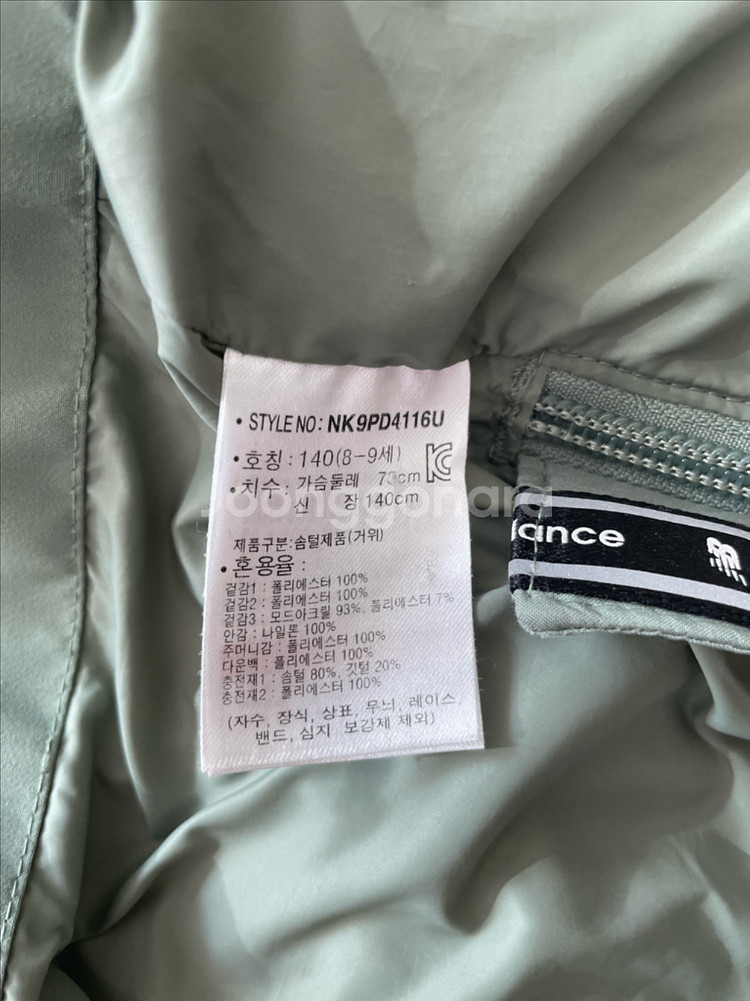 • STYLE NO: NK9PD4116U
• 호칭 : 140(8-9세)
• 치수 : 가슴둘레 73cm
신 장 140cm
제품구분:솜털제품(거위)
• 혼용율 :
겉감1 : 폴리에스터 100%
겉감2 : 폴리에스터 100%
겉감3 : 모드아크릴 93%, 폴리에스터 7%
안감 : 나일론 100%
주머니감 : 폴리에스터 100%
다운백 : 폴리에스터 100%
충전재1 : 솜털 80%, 깃털 20%
충전재2 : 폴리에스터 100%
(자수, 장식, 상표, 무늬, 레이스,
밴드, 심지 보강제 제외)
lance
joonggonara